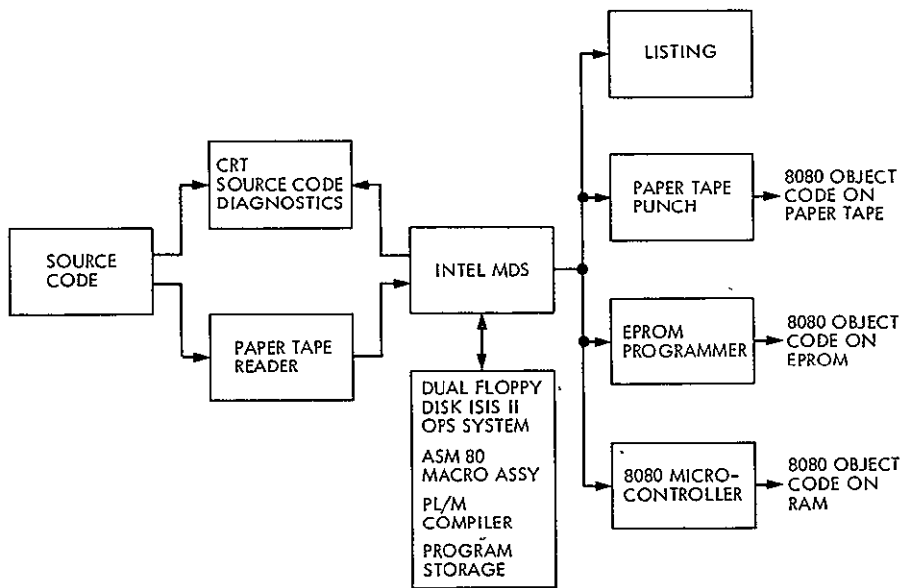 SOURCE
CODE
CRT
SOURCE CODE
DIAGNOSTICS
PAPER TAPE
READER
INTEL MDS
DUAL FLOPPY
DISK ISIS II
OPS SYSTEM
ASM 80
MACRO ASSY
PL/M
COMPILER
PROGRAM
STORAGE
LISTING
PAPER TAPE
PUNCH
8080 OBJECT
CODE ON
PAPER TAPE
EPROM
PROGRAMMER
8080 OBJECT
CODE ON
EPROM
8080 MICRO-
CONTROLLER
8080 OBJECT
CODE ON
RAM